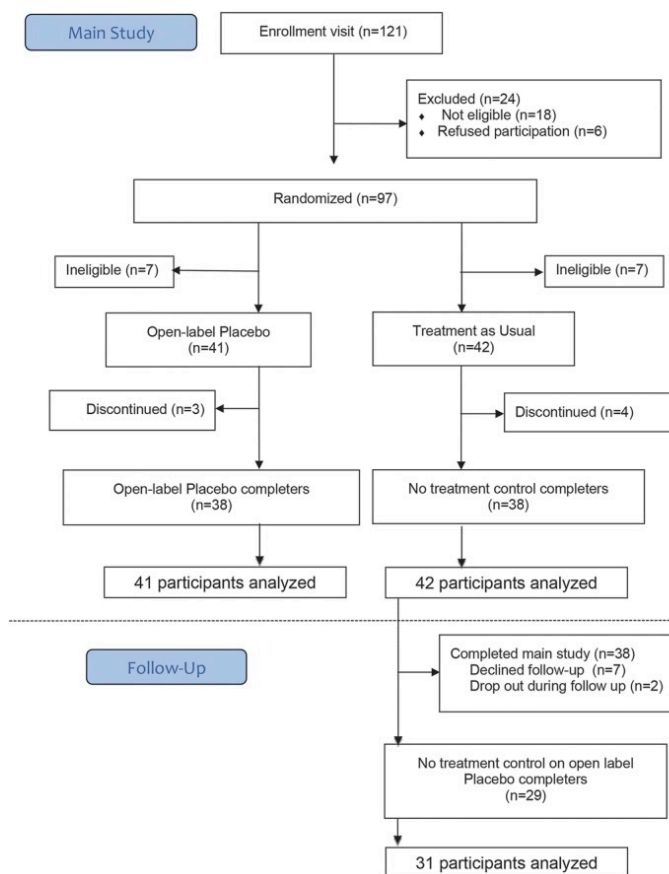 Main Study
Enrollment visit (n=121)
Excluded (n=24)
♦ Not eligible (n=18)
♦ Refused participation (n=6)
Randomized (n=97)
Ineligible (n=7)
Ineligible (n=7)
Open-label Placebo
(n=41)
Treatment as Usual
(n=42)
Discontinued (n=3)
Discontinued (n=4)
Open-label Placebo completers
(n=38)
No treatment control completers
(n=38)
41 participants analyzed
42 participants analyzed
Follow-Up
Completed main study (n=38)
Declined follow-up (n=7)
Drop out during follow up (n=2)
No treatment control on open label
Placebo completers
(n=29)
31 participants analyzed